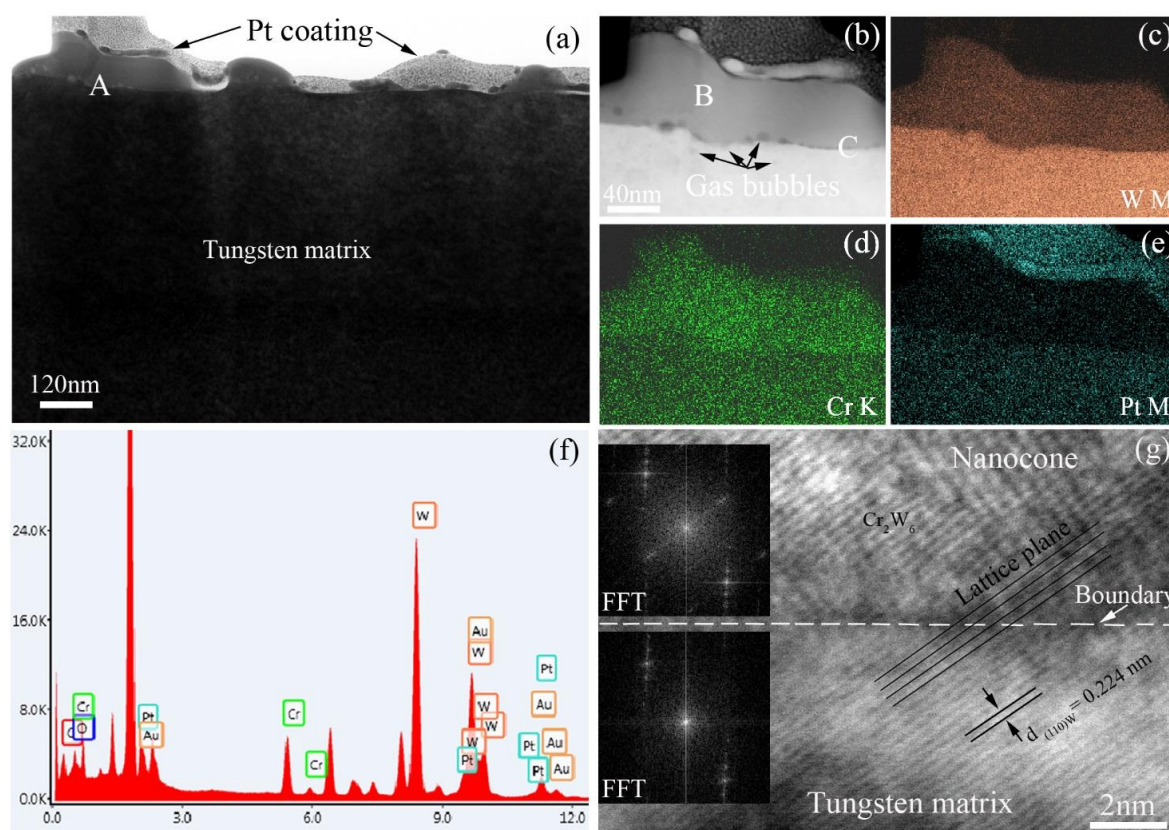 Pt coating
(a)
A
Tungsten matrix
120nm
(b)
B
C
Gas bubbles
40nm
(c)
W M
(d)
Cr K
(e)
Pt M
(f)
32.0K
24.0K
16.0K
8.0K
0.0K
0.0
3.0
6.0
9.0
12.0
C
Cr
O
Pt
Au
Cr
Cr
W
Au
W
W
W
W
Pt
Pt
Au
Pt
Au
Pt
Au
(g)
Nanocone
Cr₂W₆
Lattice plane
Boundary
FFT
FFT
d (110)W = 0.224 nm
Tungsten matrix
2nm